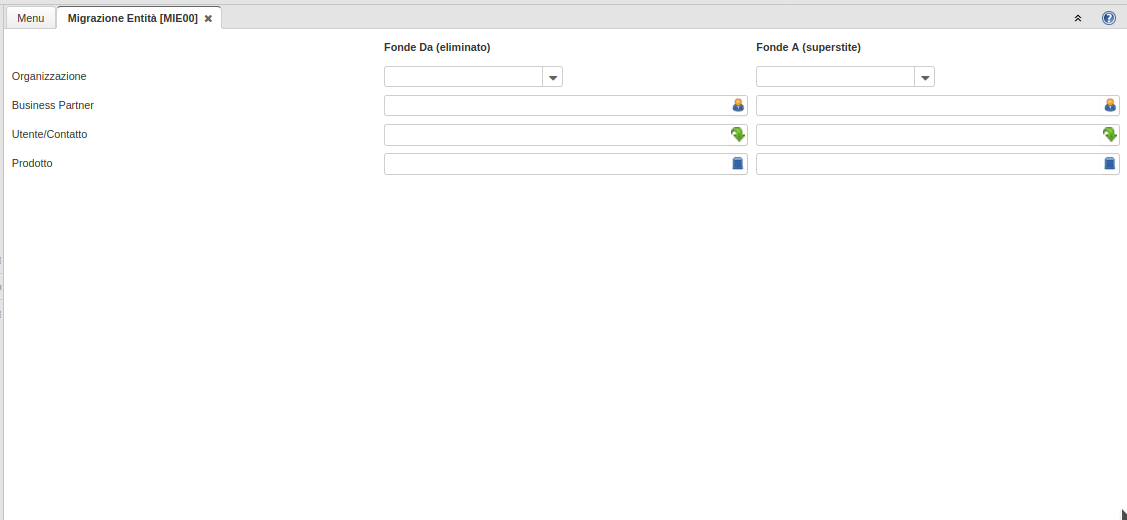 Menu
Migrazione Entità [MIE00]
Fonde Da (eliminato) Fonde A (superstite)
Organizzazione
Business Partner
Utente/Contatto
Prodotto